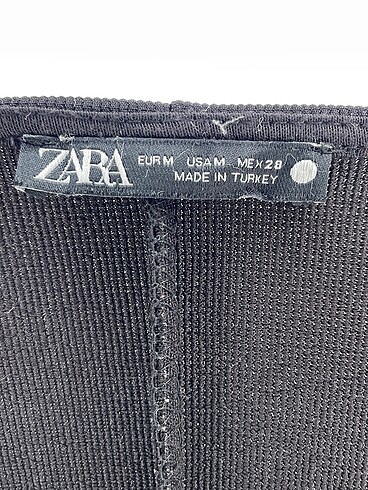 ZARA
EUR M USA M MEX 28
MADE IN TURKEY